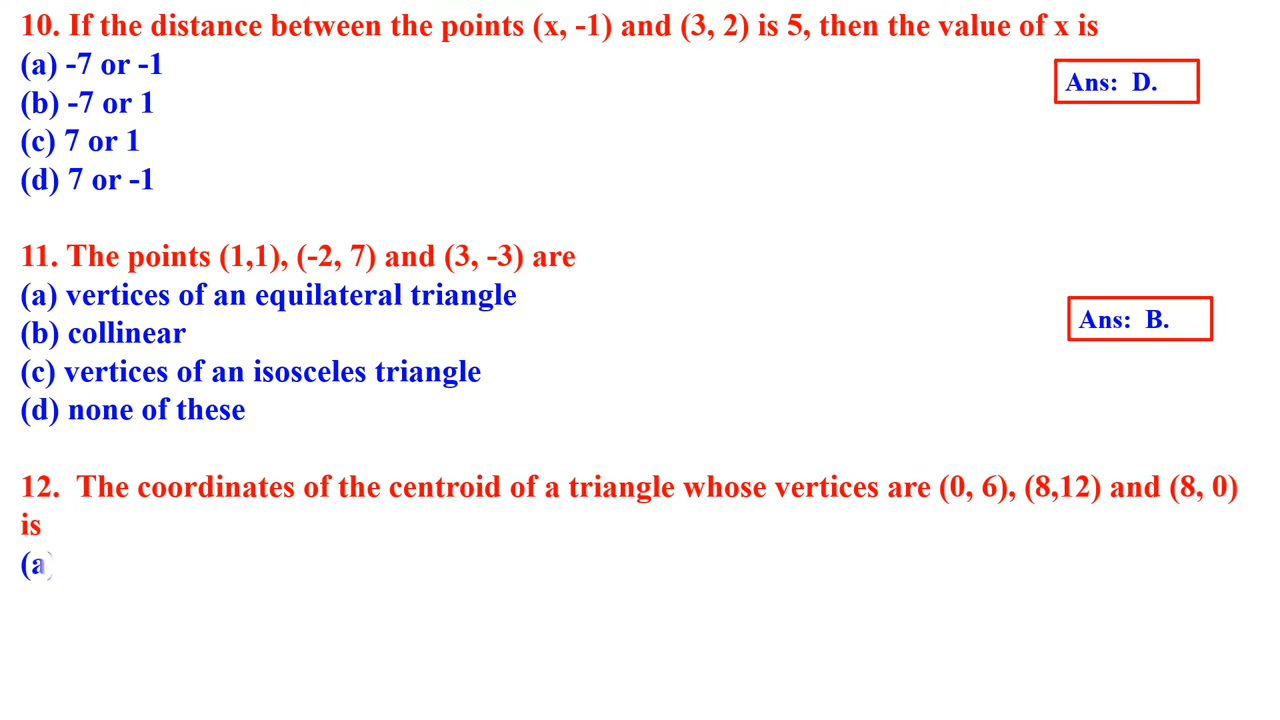 10. If the distance between the points (x, -1) and (3, 2) is 5, then the value of x is
(a) -7 or -1
Ans: D.
(b) -7 or 1
(c) 7 or 1
(d) 7 or -1
11. The points (1,1), (-2, 7) and (3, -3) are
(a) vertices of an equilateral triangle
Ans: B.
(b) collinear
(c) vertices of an isosceles triangle
(d) none of these
12. The coordinates of the centroid of a triangle whose vertices are (0, 6), (8,12) and (8, 0)
is
(a)